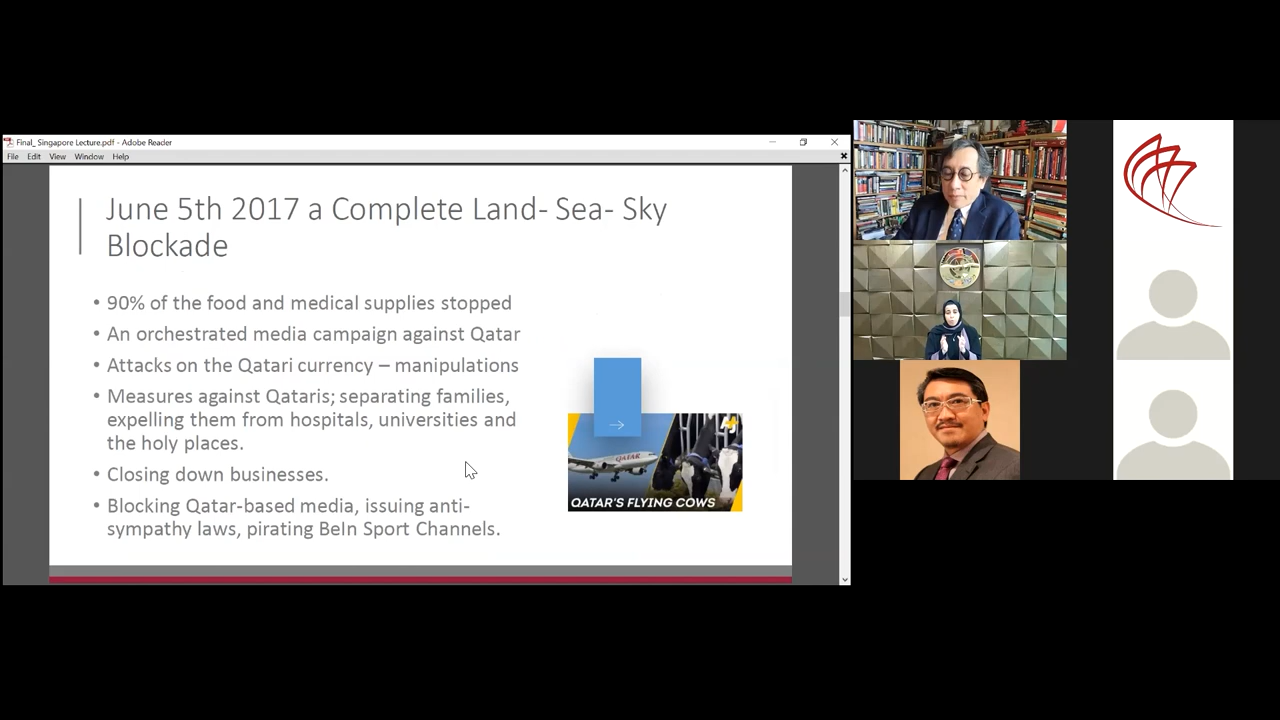 Final_ Singapore Lecture.pdf - Adobe Reader
File Edit View Window Help
June 5th 2017 a Complete Land- Sea- Sky
Blockade
• 90% of the food and medical supplies stopped
• An orchestrated media campaign against Qatar
• Attacks on the Qatari currency – manipulations
• Measures against Qataris; separating families,
expelling them from hospitals, universities and
the holy places.
• Closing down businesses.
• Blocking Qatar-based media, issuing anti-
sympathy laws, pirating BeIn Sport Channels.
QATAR
AJ+
QATAR'S FLYING COWS